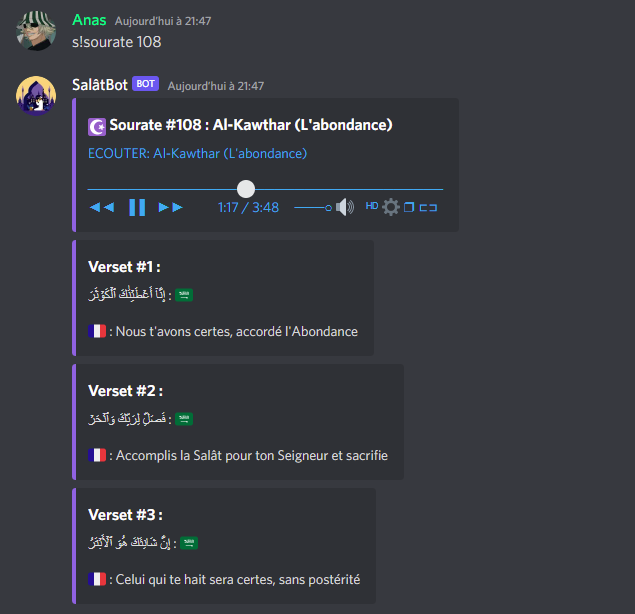 Anas Aujourd'hui à 21:47
s!sourate 108
SalâtBot BOT Aujourd'hui à 21:47
Sourate #108 : Al-Kawthar (L'abondance)
ECOUTER: Al-Kawthar (L'abondance)
1:17 / 3:48 HD
Verset #1 :
إِنَّآ أَعْطَيْنَٰكَ ٱلْكَوْثَرَ :
: Nous t'avons certes, accordé l'Abondance
Verset #2 :
فَصَلِّ لِرَبِّكَ وَٱنْحَرْ :
: Accomplis la Salât pour ton Seigneur et sacrifie
Verset #3 :
إِنَّ شَانِئَكَ هُوَ ٱلْأَبْتَرُ :
: Celui qui te hait sera certes, sans postérité